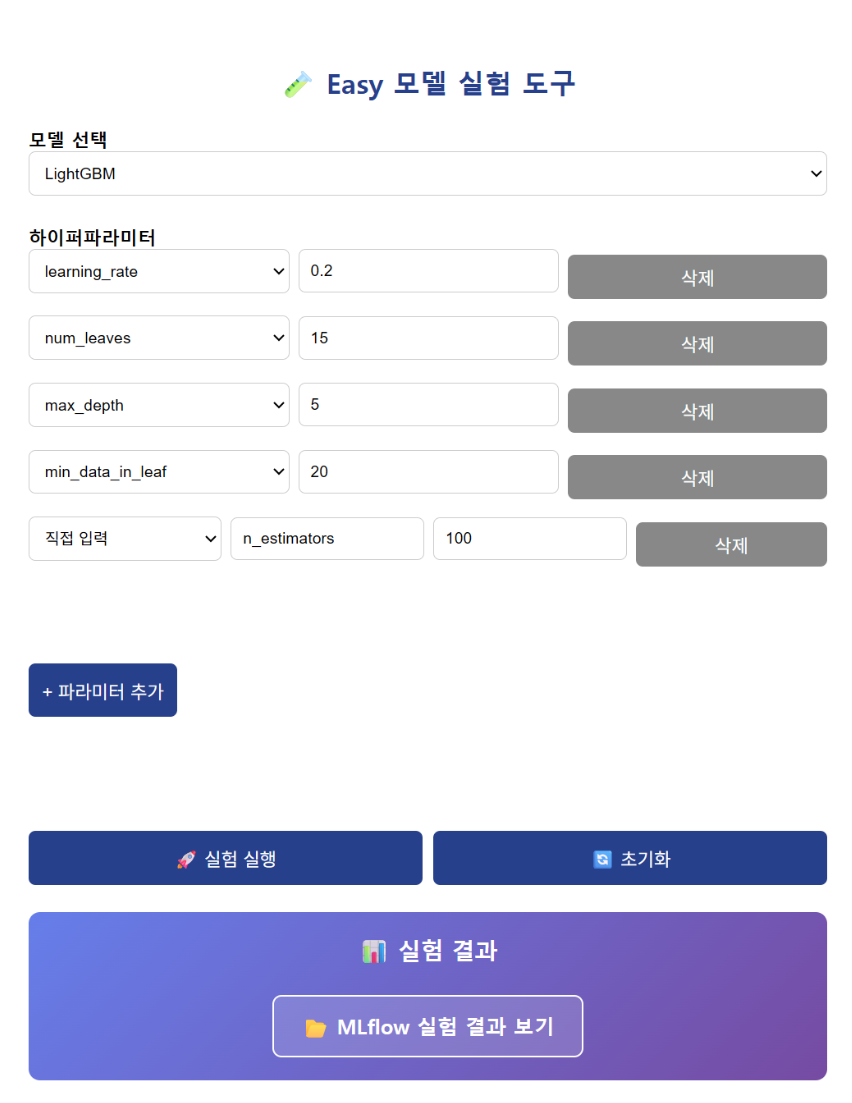 Easy 모델 실험 도구
모델 선택
LightGBM
하이퍼파라미터
learning_rate 0.2 삭제
num_leaves 15 삭제
max_depth 5 삭제
min_data_in_leaf 20 삭제
직접 입력 n_estimators 100 삭제
+ 파라미터 추가
실험 실행 초기화
실험 결과
MLflow 실험 결과 보기